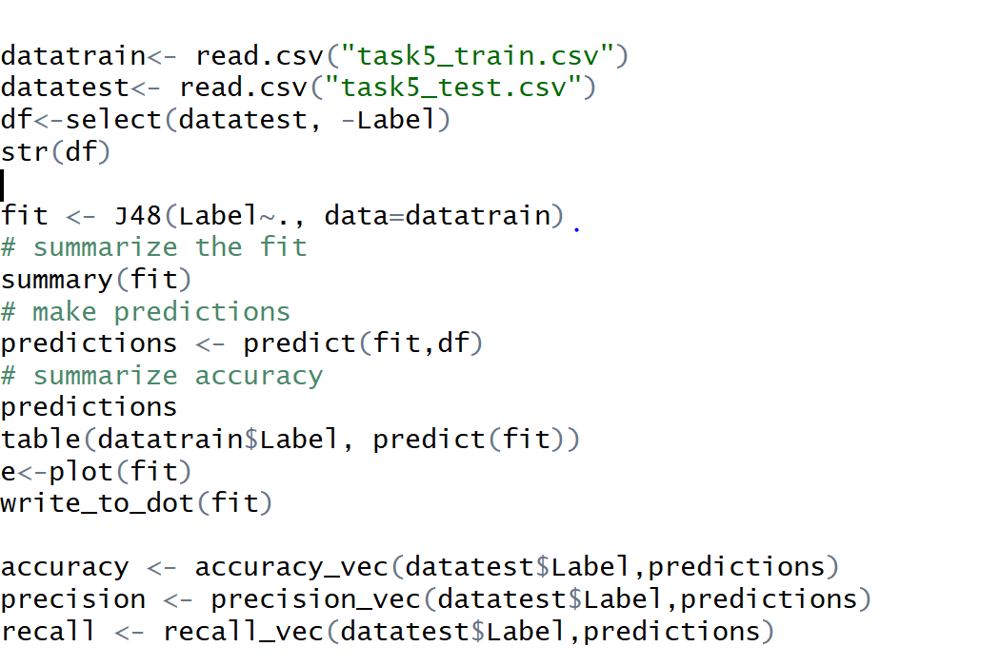 datatrain<- read.csv("task5_train.csv")
datatest<- read.csv("task5_test.csv")
df<-select(datatest, -Label)
str(df)
fit <- J48(Label~., data=datatrain)
# summarize the fit
summary(fit)
# make predictions
predictions <- predict(fit,df)
# summarize accuracy
predictions
table(datatrain$Label, predict(fit))
e<-plot(fit)
write_to_dot(fit)
accuracy <- accuracy_vec(datatest$Label,predictions)
precision <- precision_vec(datatest$Label,predictions)
recall <- recall_vec(datatest$Label,predictions)